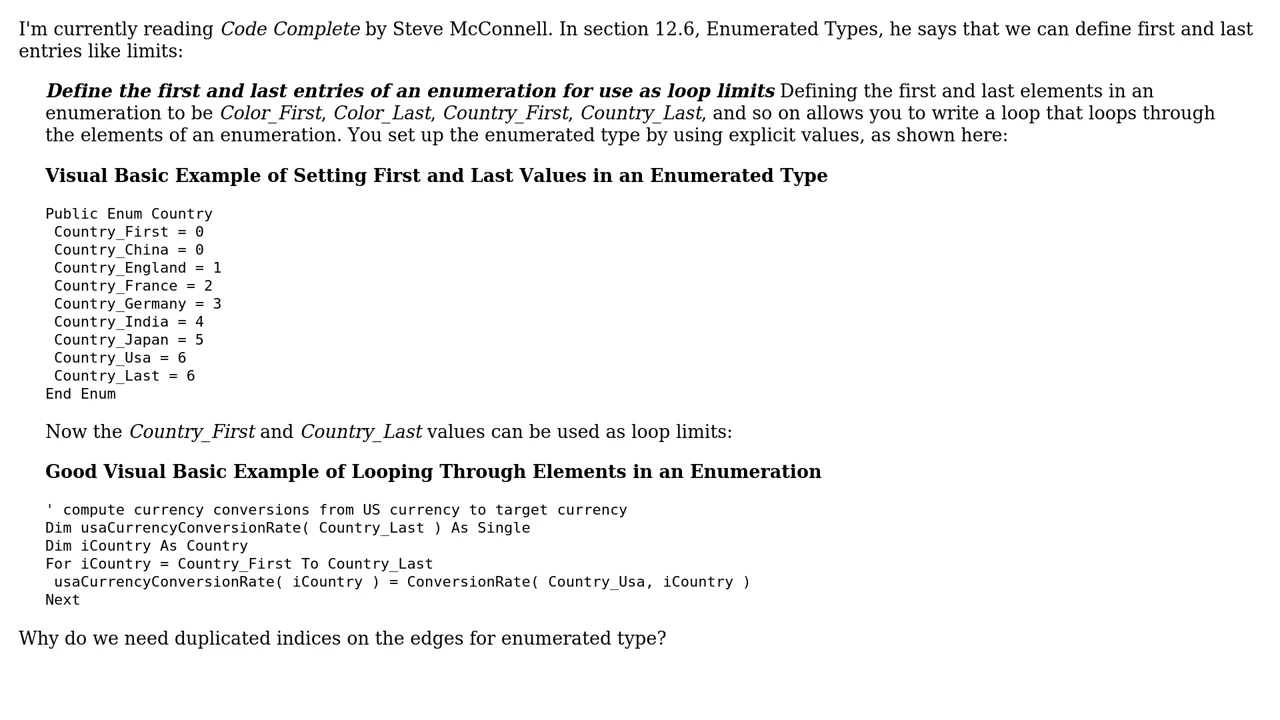 I'm currently reading Code Complete by Steve McConnell. In section 12.6, Enumerated Types, he says that we can define first and last
entries like limits:
Define the first and last entries of an enumeration for use as loop limits Defining the first and last elements in an
enumeration to be Color_First, Color_Last, Country_First, Country_Last, and so on allows you to write a loop that loops through
the elements of an enumeration. You set up the enumerated type by using explicit values, as shown here:
Visual Basic Example of Setting First and Last Values in an Enumerated Type
Public Enum Country
 Country_First = 0
 Country_China = 0
 Country_England = 1
 Country_France = 2
 Country_Germany = 3
 Country_India = 4
 Country_Japan = 5
 Country_Usa = 6
 Country_Last = 6
End Enum
Now the Country_First and Country_Last values can be used as loop limits:
Good Visual Basic Example of Looping Through Elements in an Enumeration
' compute currency conversions from US currency to target currency
Dim usaCurrencyConversionRate( Country_Last ) As Single
Dim iCountry As Country
For iCountry = Country_First To Country_Last
 usaCurrencyConversionRate( iCountry ) = ConversionRate( Country_Usa, iCountry )
Next
Why do we need duplicated indices on the edges for enumerated type?